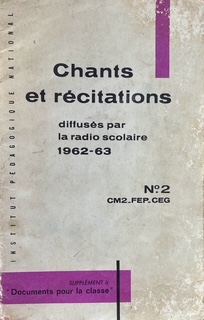 INSTITUT PÉDAGOGIQUE NATIONAL
Chants
et récitations
diffusés par
la radio scolaire
1962-63
N°2
CM2_FEP_CEG
SUPPLÉMENT à
"Documents pour la classe"